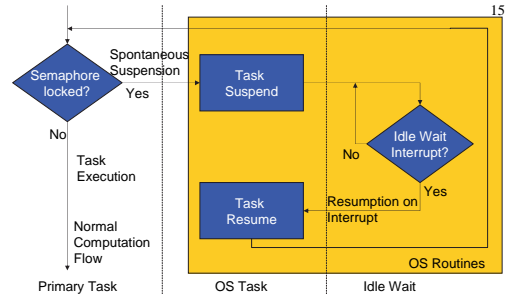 15
Spontaneous
Suspension
Semaphore
locked?
Yes
Task
Suspend
Idle Wait
Interrupt?
No
No
Yes
Task
Execution
Task
Resume
Resumption on
Interrupt
Normal
Computation
Flow
OS Routines
Primary Task
OS Task
Idle Wait